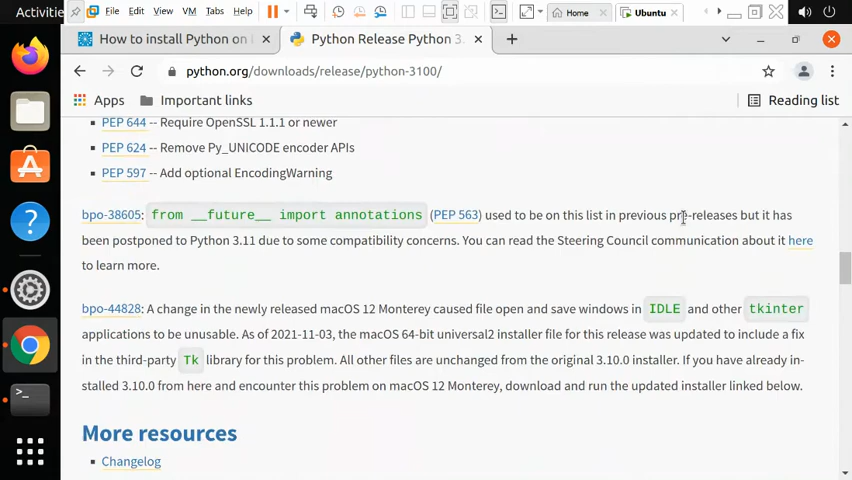 Activitie File Edit View VM Tabs Help Home Ubuntu
How to install Python on Python Release Python 3.
python.org/downloads/release/python-3100/
Apps Important links Reading list
PEP 644 -- Require OpenSSL 1.1.1 or newer
PEP 624 -- Remove Py_UNICODE encoder APIs
PEP 597 -- Add optional EncodingWarning
bpo-38605: from __future__ import annotations (PEP 563) used to be on this list in previous pre-releases but it has
been postponed to Python 3.11 due to some compatibility concerns. You can read the Steering Council communication about it here
to learn more.
bpo-44828: A change in the newly released macOS 12 Monterey caused file open and save windows in IDLE and other tkinter
applications to be unusable. As of 2021-11-03, the macOS 64-bit universal2 installer file for this release was updated to include a fix
in the third-party Tk library for this problem. All other files are unchanged from the original 3.10.0 installer. If you have already in-
stalled 3.10.0 from here and encounter this problem on macOS 12 Monterey, download and run the updated installer linked below.
More resources
Changelog